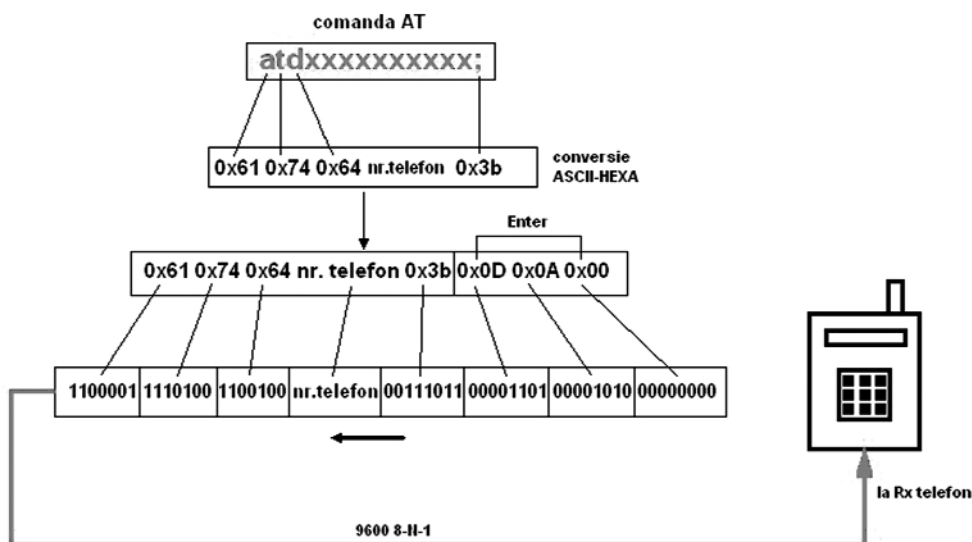 comanda AT
atdxxxxxxxxxx;
0x61 0x74 0x64 nr.telefon 0x3b
conversie
ASCII-HEXA
Enter
0x61 0x74 0x64 nr. telefon 0x3b 0x0D 0x0A 0x00
1100001 1110100 1100100 nr.telefon 00111011 00001101 00001010 00000000
la Rx telefon
9600 8-N-1